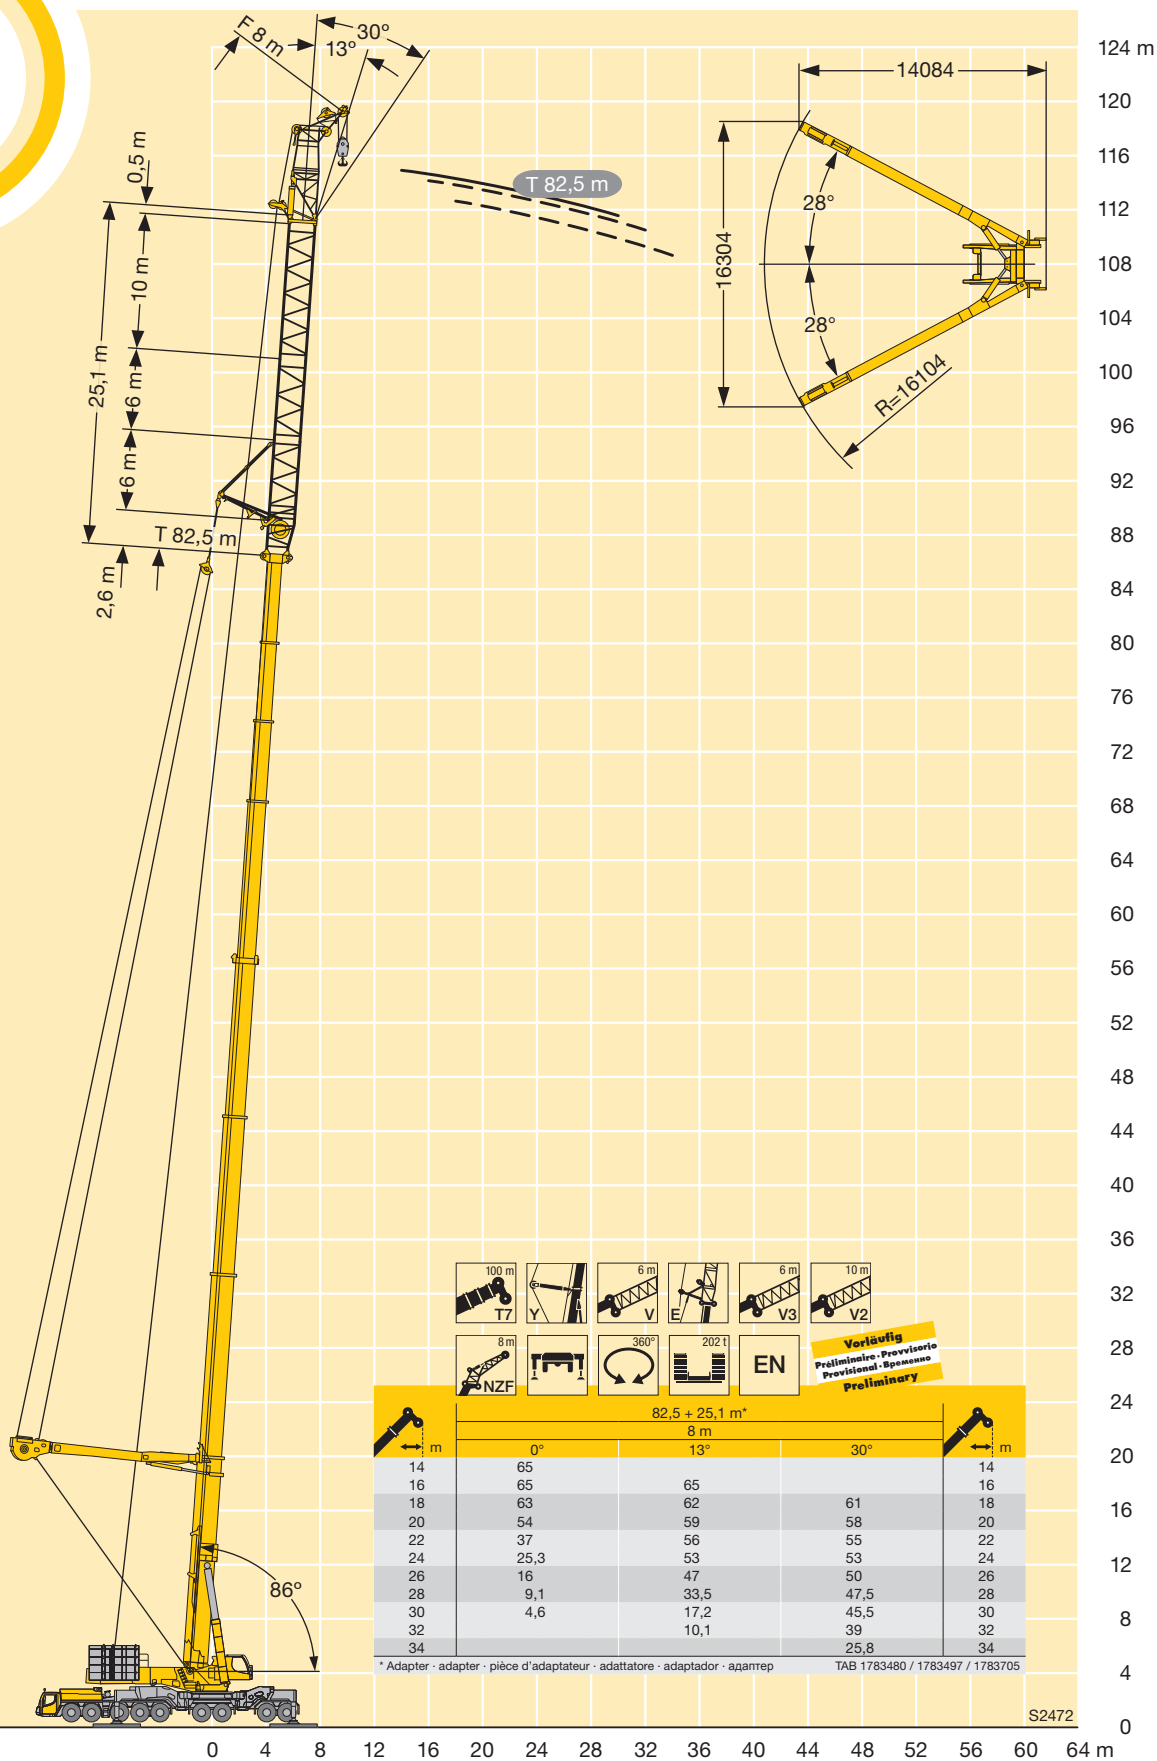 F 8 m
30°
13°
124 m
14084
120
0,5 m
116
T 82,5 m
28°
112
10 m
16304
108
28°
104
25,1 m
6 m
100
R=16104
96
6 m
92
T 82,5 m
88
2,6 m
84
80
76
72
68
64
60
56
52
48
44
40
36
100 m
T7
Y
6 m
V
E
6 m
V3
10 m
V2
32
8 m
NZF
360°
202 t
EN
Vorläufig
Préliminaire · Provvisorio
Provisional · Временно
Preliminary
28
24
82,5 + 25,1 m*
8 m
m 0° 13° 30° m
20
14 65 14
16 65 65 16
18 63 62 61 18
16
20 54 59 58 20
22 37 56 55 22
24 25,3 53 53 24
12
26 16 47 50 26
28 9,1 33,5 47,5 28
86°
30 4,6 17,2 45,5 30
8
32 10,1 39 32
34 25,8 34
* Adapter · adapter · pièce d'adaptateur · adattatore · adaptador · адаптер TAB 1783480 / 1783497 / 1783705
4
S2472
0
0 4 8 12 16 20 24 28 32 36 40 44 48 52 56 60 64 m